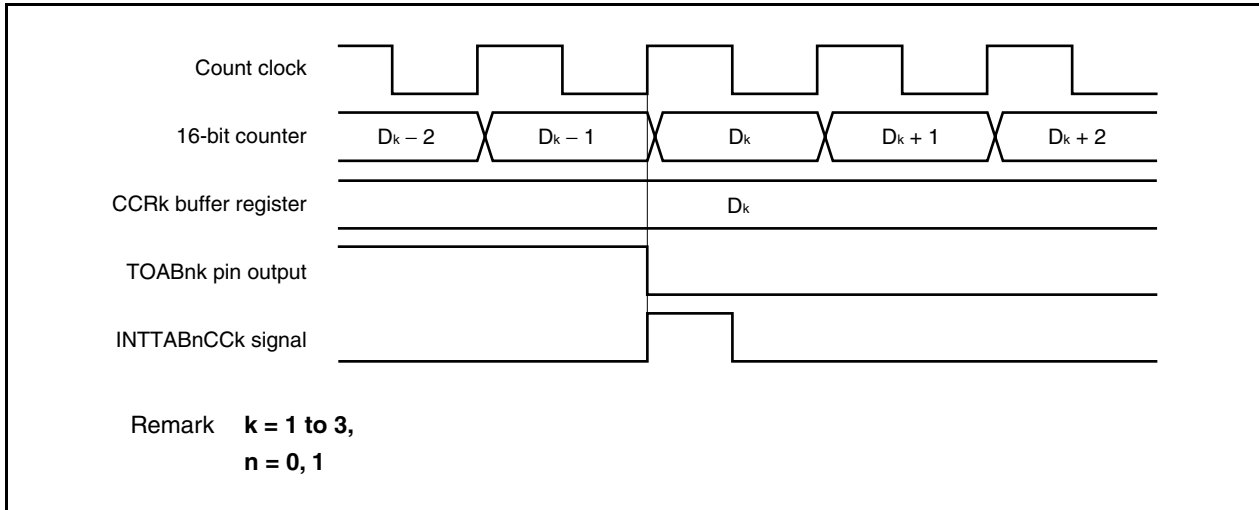 Count clock
16-bit counter
Dk − 2
Dk − 1
Dk
Dk + 1
Dk + 2
CCRk buffer register
Dk
TOABnk pin output
INTTABnCCk signal
Remark k = 1 to 3,
n = 0, 1